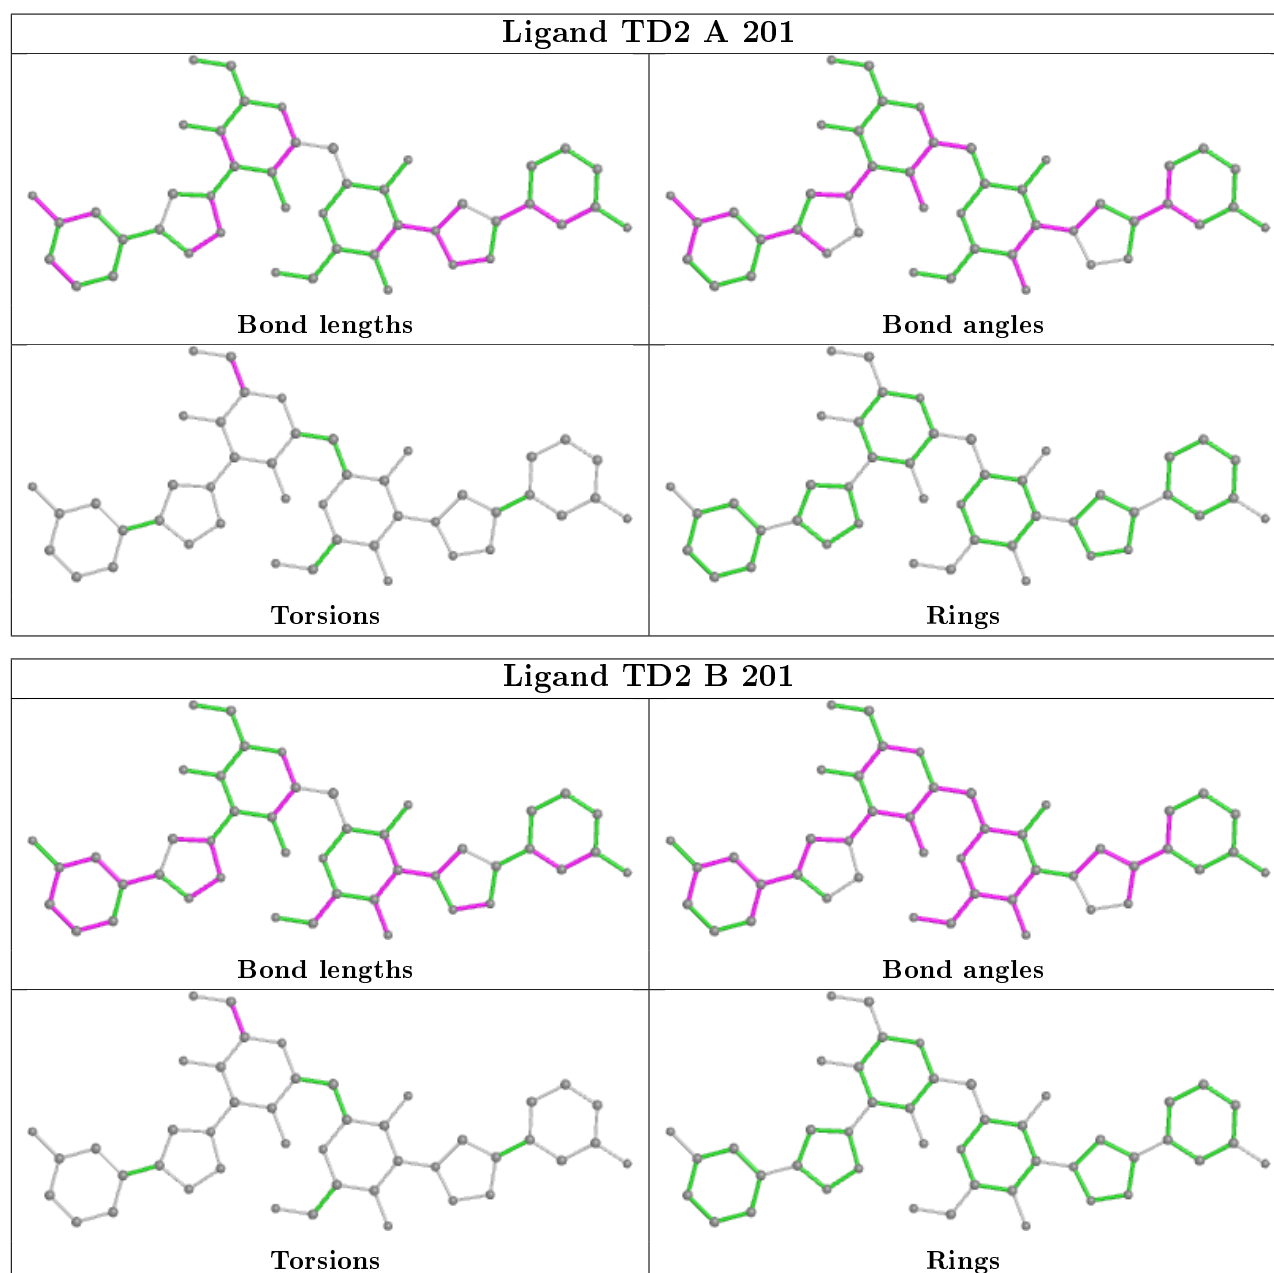 Ligand TD2 A 201
Bond lengths
Bond angles
Torsions
Rings
Ligand TD2 B 201
Bond lengths
Bond angles
Torsions
Rings